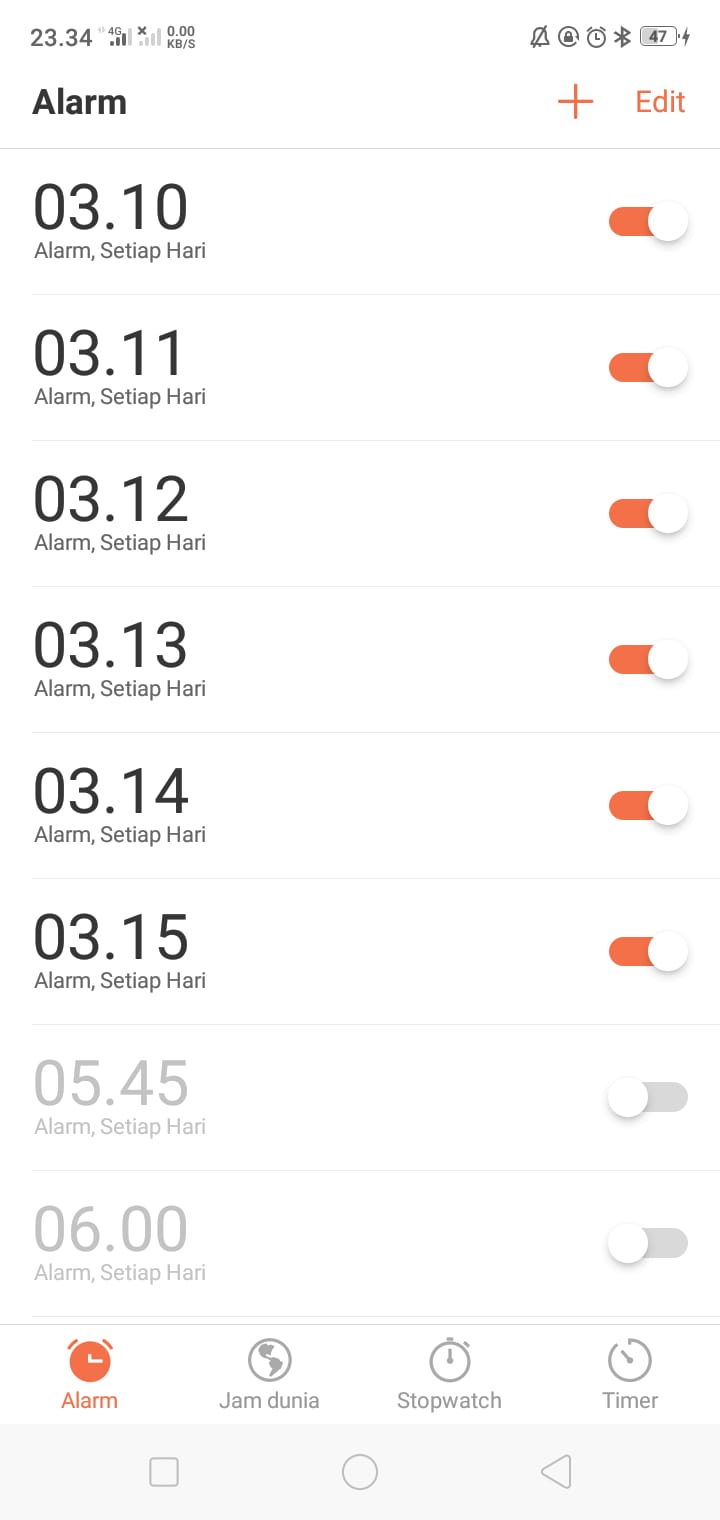 23.34 4G 0.00 KB/S 47
Alarm Edit
03.10
Alarm, Setiap Hari
03.11
Alarm, Setiap Hari
03.12
Alarm, Setiap Hari
03.13
Alarm, Setiap Hari
03.14
Alarm, Setiap Hari
03.15
Alarm, Setiap Hari
05.45
Alarm, Setiap Hari
06.00
Alarm, Setiap Hari
Alarm Jam dunia Stopwatch Timer